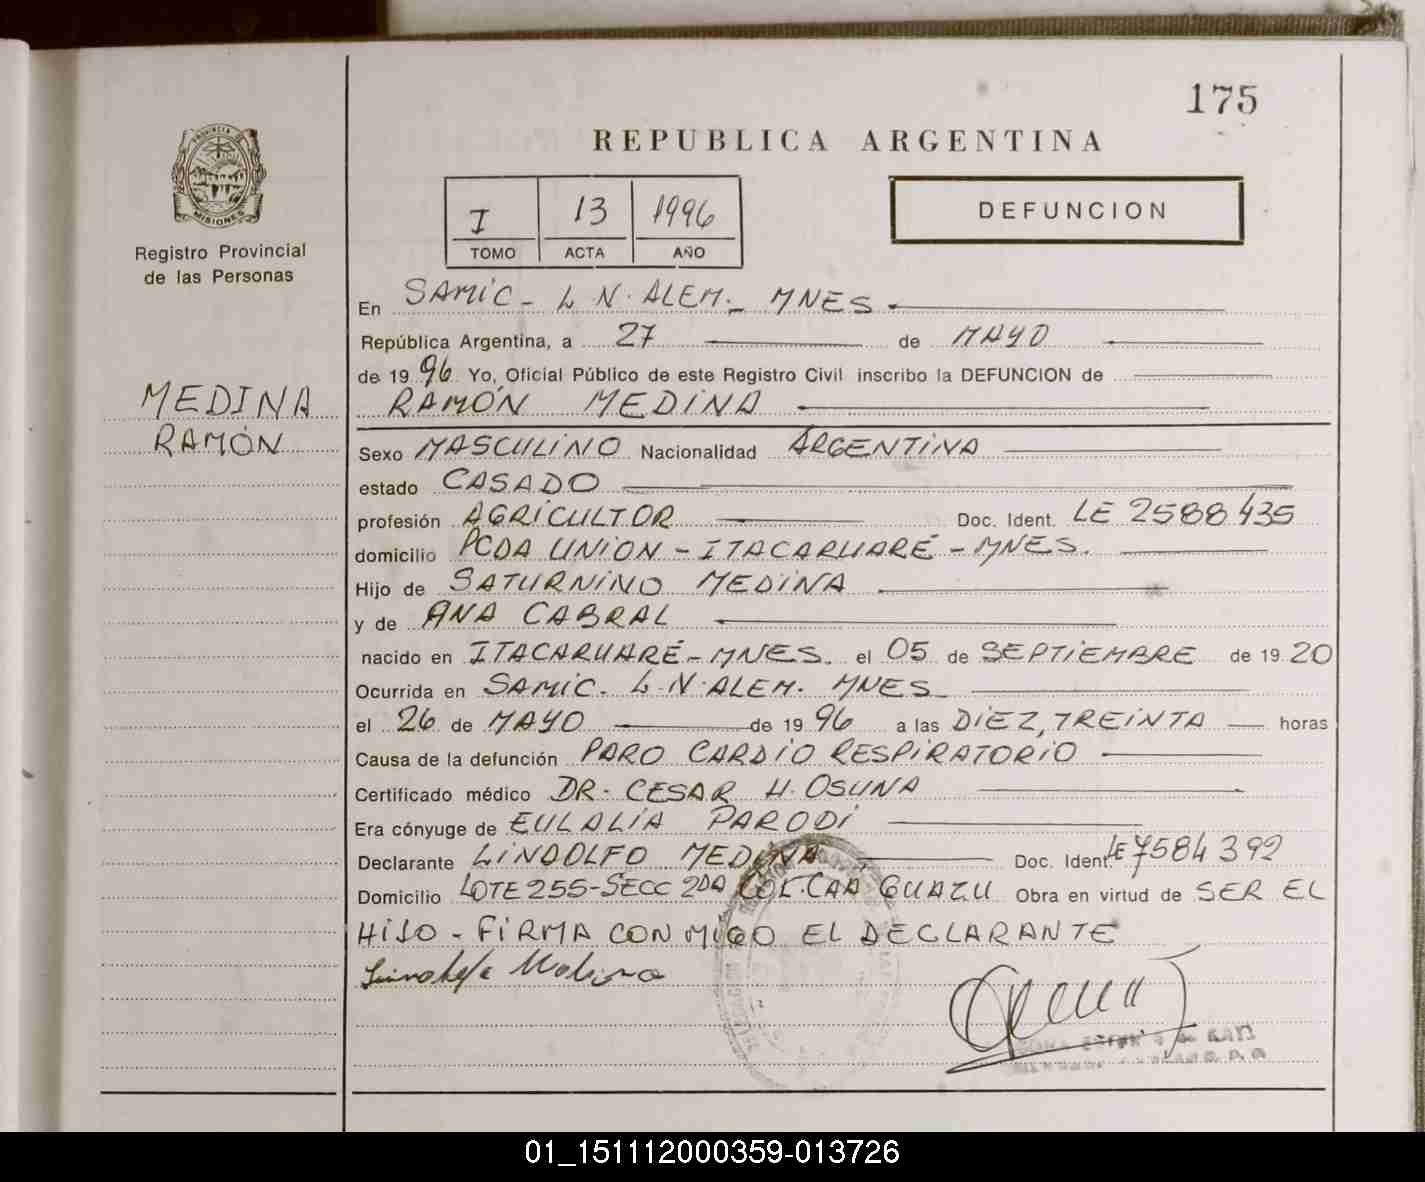 175
REPUBLICA ARGENTINA
PROVINCIA DE
MISIONES
Registro Provincial
de las Personas
I 13 1996
TOMO ACTA AÑO
DEFUNCION
En SAMIC - L. N. ALEM. - MNES
República Argentina, a 27 de MAYO
de 1996 Yo, Oficial Público de este Registro Civil inscribo la DEFUNCION de
MEDINA
RAMÓN
RAMÓN MEDINA
Sexo MASCULINO Nacionalidad ARGENTINA
estado CASADO
profesión AGRICULTOR Doc. Ident. LE 2588435
domicilio PCDA UNION - ITACARUARÉ - MNES.
Hijo de SATURNINO MEDINA
y de ANA CABRAL
nacido en ITACARUARÉ - MNES. el 05 de SEPTIEMBRE de 1920
Ocurrida en SAMIC. L. N. ALEM. MNES
el 26 de MAYO de 1996 a las DIEZ, TREINTA horas
Causa de la defunción PARO CARDIO RESPIRATORIO
Certificado médico DR. CESAR H. OSUNA
Era cónyuge de EULALIA PARODI
Declarante LINDOLFO MEDINA Doc. Ident. LE 7584392
Domicilio LOTE 255 - SECC 2DA COL. CAA GUAZU Obra en virtud de SER EL
HIJO - FIRMA CONMIGO EL DECLARANTE
01_151112000359-013726